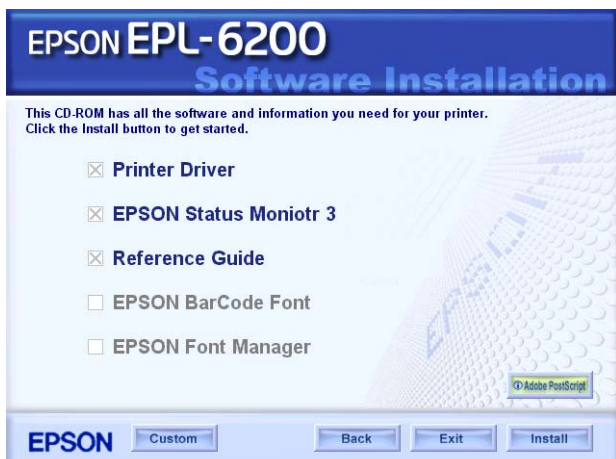 EPSON EPL-6200
Software Installation
This CD-ROM has all the software and information you need for your printer.
Click the Install button to get started.
Printer Driver
EPSON Status Moniotr 3
Reference Guide
EPSON BarCode Font
EPSON Font Manager
EPSON
Adobe PostScript
EPSON Custom Back Exit Install